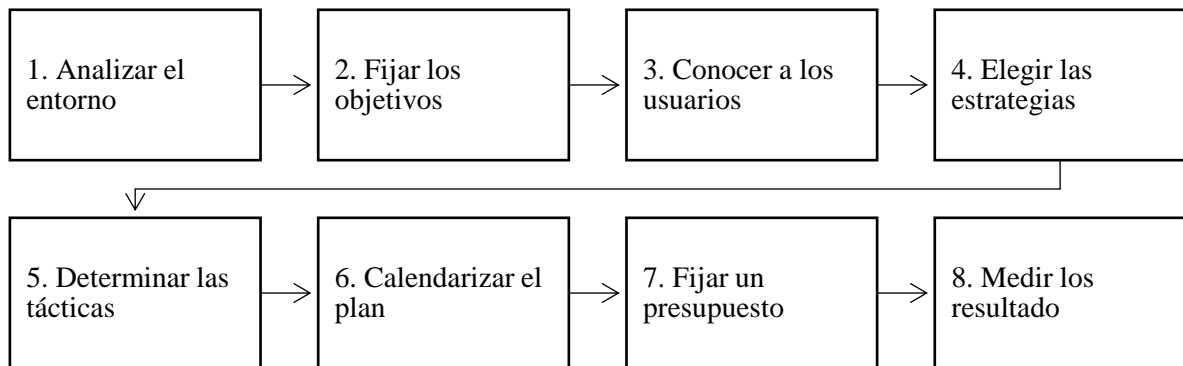 1. Analizar el
entorno
2. Fijar los
objetivos
3. Conocer a los
usuarios
4. Elegir las
estrategias
5. Determinar las
tácticas
6. Calendarizar el
plan
7. Fijar un
presupuesto
8. Medir los
resultado